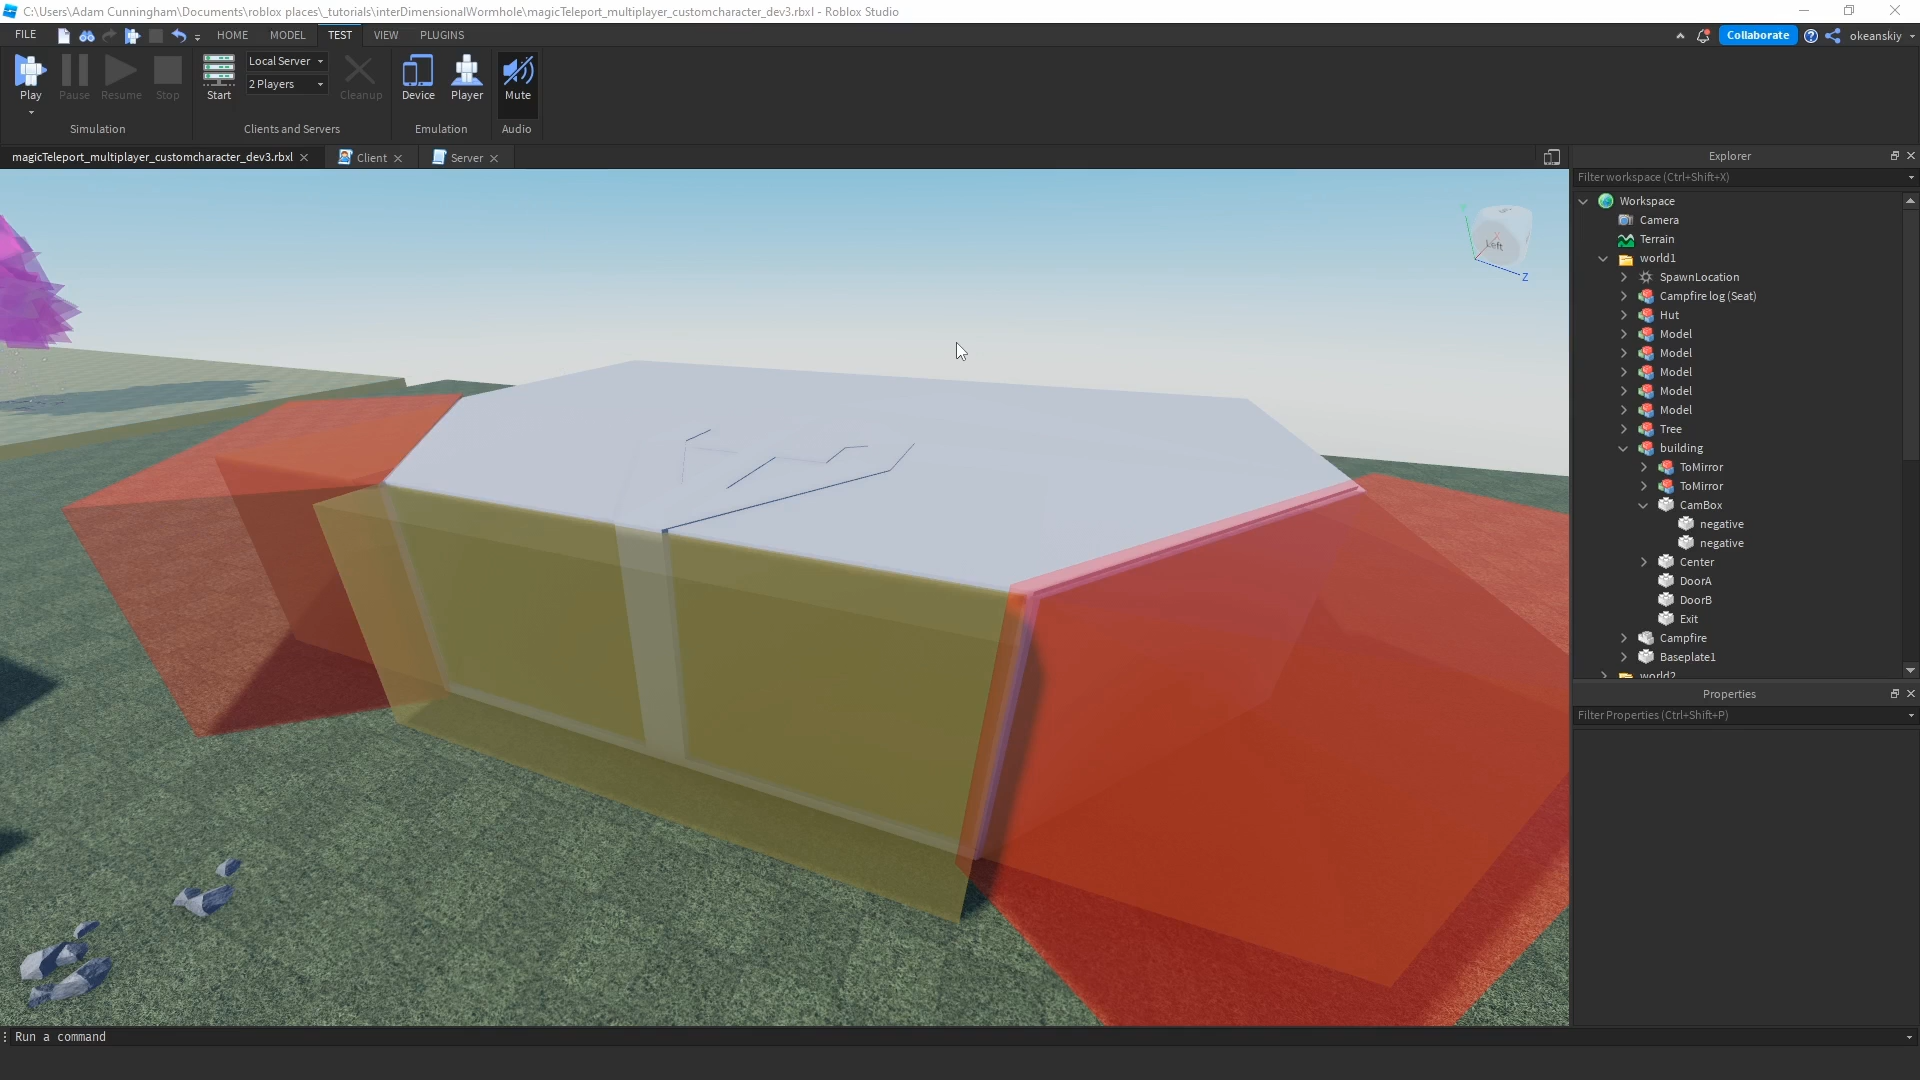 C:\Users\Adam Cunningham\Documents\roblox places\_tutorials\interDimensionalWormhole\magicTeleport_multiplayer_customcharacter_dev3.rbxl - Roblox Studio
FILE HOME MODEL TEST VIEW PLUGINS Collaborate okeanskiy
Play Pause Resume Stop Start Local Server 2 Players Cleanup Device Player Mute
Simulation Clients and Servers Emulation Audio
magicTeleport_multiplayer_customcharacter_dev3.rbxl Client Server
Explorer
Filter workspace (Ctrl+Shift+X)
Workspace
Camera
Terrain
world1
SpawnLocation
Campfire log (Seat)
Hut
Model
Model
Model
Model
Model
Tree
building
ToMirror
ToMirror
CamBox
negative
negative
Center
DoorA
DoorB
Exit
Campfire
Baseplate1
world2
Properties
Filter Properties (Ctrl+Shift+P)
Left
Z
Run a command